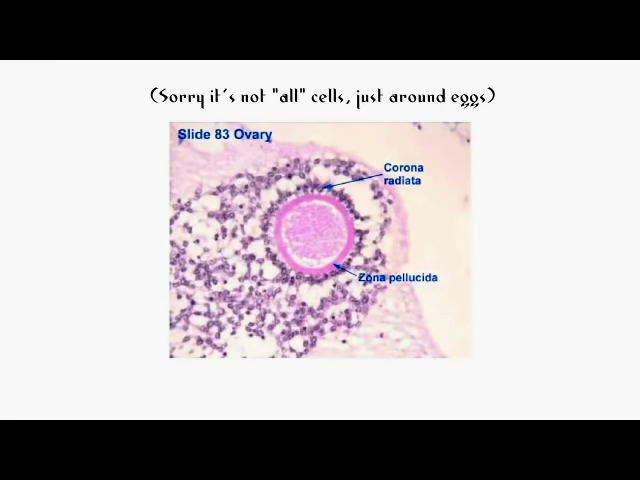 (Sorry it's not "all" cells, just around eggs)
Slide 83 Ovary
Corona
radiata
Zona pellucida